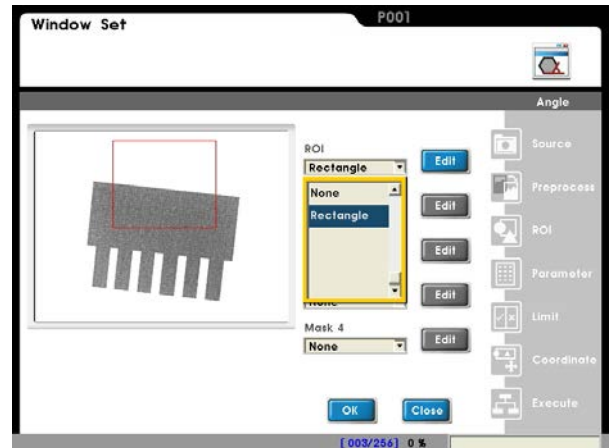 Window Set
P001
Angle
ROI
Rectangle
Edit
None
Rectangle
Edit
Edit
Edit
None
Mask 4
None
Edit
OK
Close
Source
Preprocess
ROI
Parameter
Limit
Coordinate
Execute
[003/256] 0 %